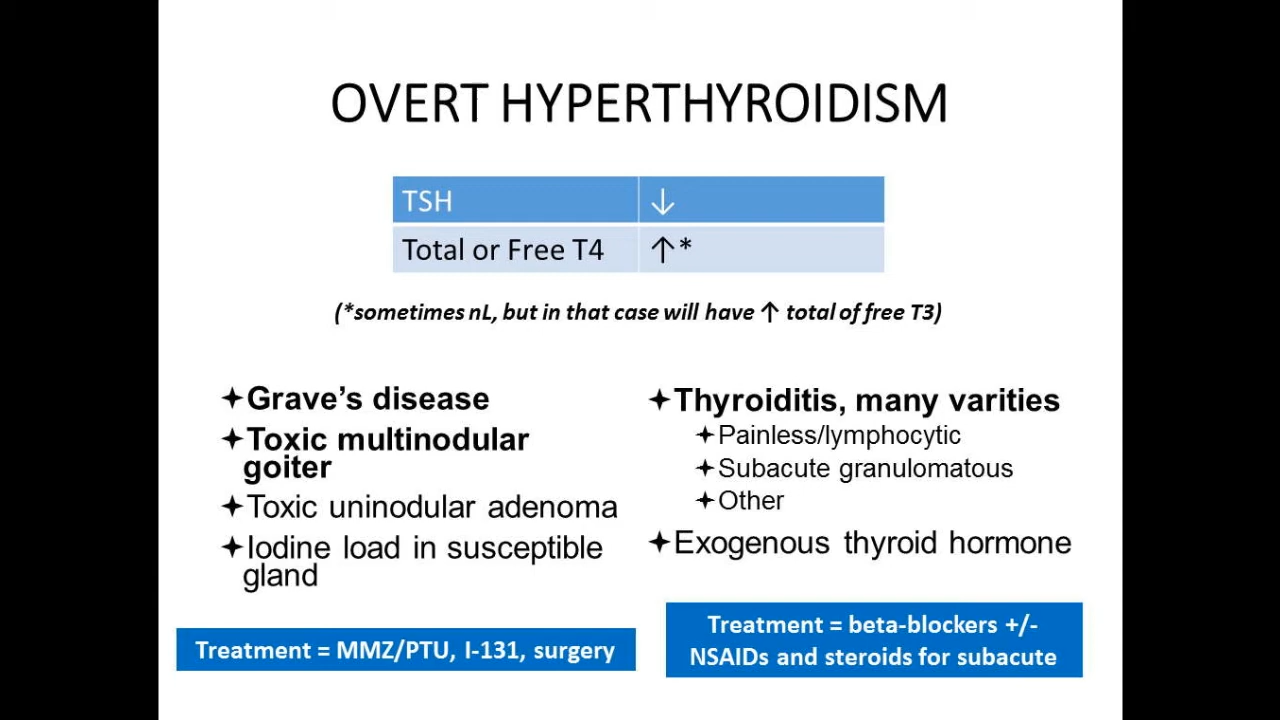 OVERT HYPERTHYROIDISM
TSH ↓
Total or Free T4 ↑*
(*sometimes nL, but in that case will have ↑ total of free T3)
Grave’s disease
Toxic multinodular
goiter
Toxic uninodular adenoma
Iodine load in susceptible
gland
Treatment = MMZ/PTU, I-131, surgery
Thyroiditis, many varities
Painless/lymphocytic
Subacute granulomatous
Other
Exogenous thyroid hormone
Treatment = beta-blockers +/-
NSAIDs and steroids for subacute